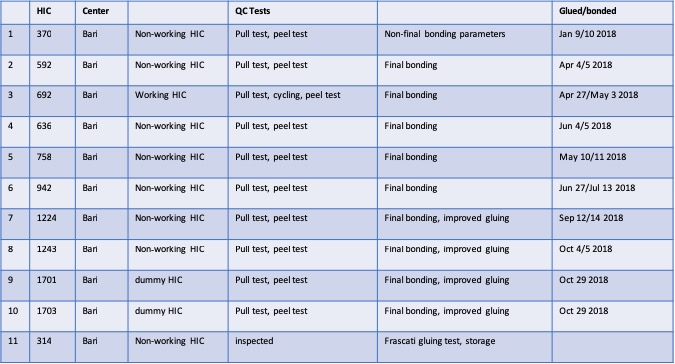 HIC Center QC Tests Glued/bonded
1 370 Bari Non-working HIC Pull test, peel test Non-final bonding parameters Jan 9/10 2018
2 592 Bari Non-working HIC Pull test, peel test Final bonding Apr 4/5 2018
3 692 Bari Working HIC Pull test, cycling, peel test Final bonding Apr 27/May 3 2018
4 636 Bari Non-working HIC Pull test, peel test Final bonding Jun 4/5 2018
5 758 Bari Non-working HIC Pull test, peel test Final bonding May 10/11 2018
6 942 Bari Non-working HIC Pull test, peel test Final bonding Jun 27/Jul 13 2018
7 1224 Bari Non-working HIC Pull test, peel test Final bonding, improved gluing Sep 12/14 2018
8 1243 Bari Non-working HIC Pull test, peel test Final bonding, improved gluing Oct 4/5 2018
9 1701 Bari dummy HIC Pull test, peel test Final bonding, improved gluing Oct 29 2018
10 1703 Bari dummy HIC Pull test, peel test Final bonding, improved gluing Oct 29 2018
11 314 Bari Non-working HIC inspected Frascati gluing test, storage